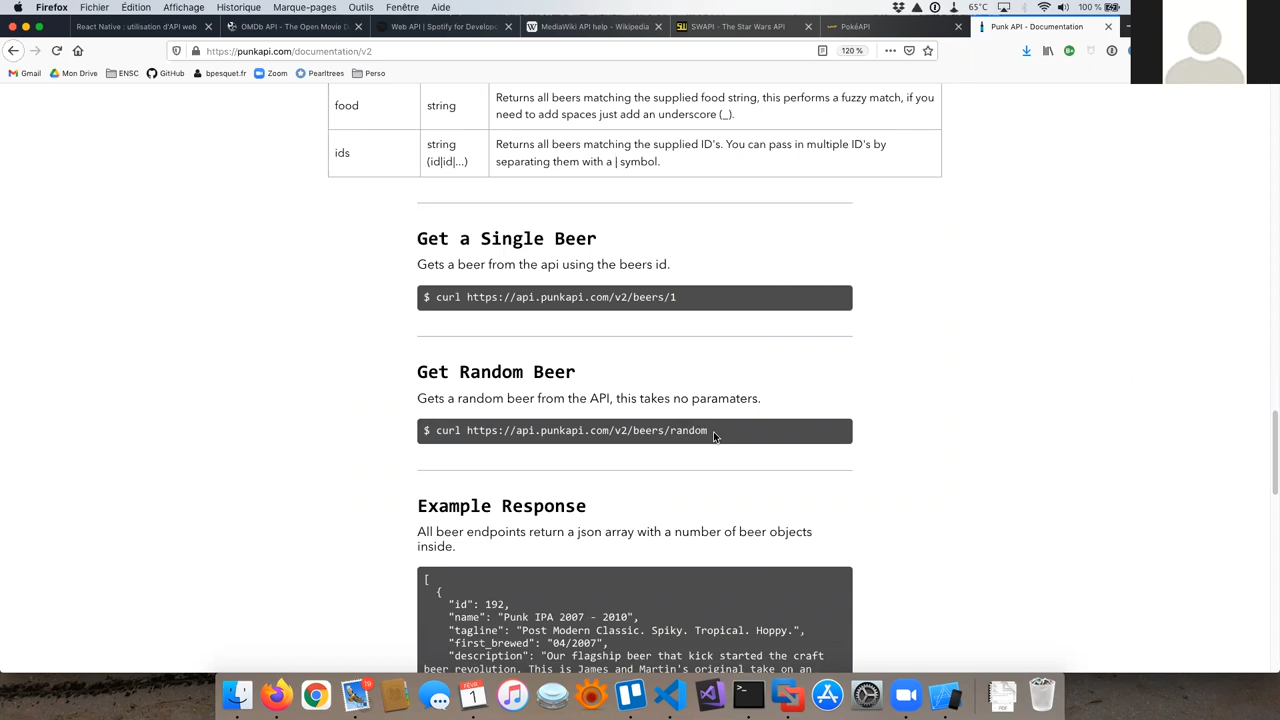 Firefox Fichier Édition Affichage Historique Marque-pages Outils Fenêtre Aide 65°C 100 %
React Native : utilisation d'API web OMDb API - The Open Movie D Web API | Spotify for Develop MediaWiki API help - Wikipedia SWAPI - The Star Wars API PokéAPI Punk API - Documentation
https://punkapi.com/documentation/v2 120 %
Gmail Mon Drive ENSC GitHub bpesquet.fr Zoom Pearltrees Perso
food string Returns all beers matching the supplied food string, this performs a fuzzy match, if you
need to add spaces just add an underscore (_).
ids string (id|id|...) Returns all beers matching the supplied ID's. You can pass in multiple ID's by
separating them with a | symbol.
Get a Single Beer
Gets a beer from the api using the beers id.
$ curl https://api.punkapi.com/v2/beers/1
Get Random Beer
Gets a random beer from the API, this takes no paramaters.
$ curl https://api.punkapi.com/v2/beers/random
Example Response
All beer endpoints return a json array with a number of beer objects
inside.
[
{
"id": 192,
"name": "Punk IPA 2007 - 2010",
"tagline": "Post Modern Classic. Spiky. Tropical. Hoppy.",
"first_brewed": "04/2007",
"description": "Our flagship beer that kick started the craft
beer revolution. This is James and Martin's original take on an
19
1